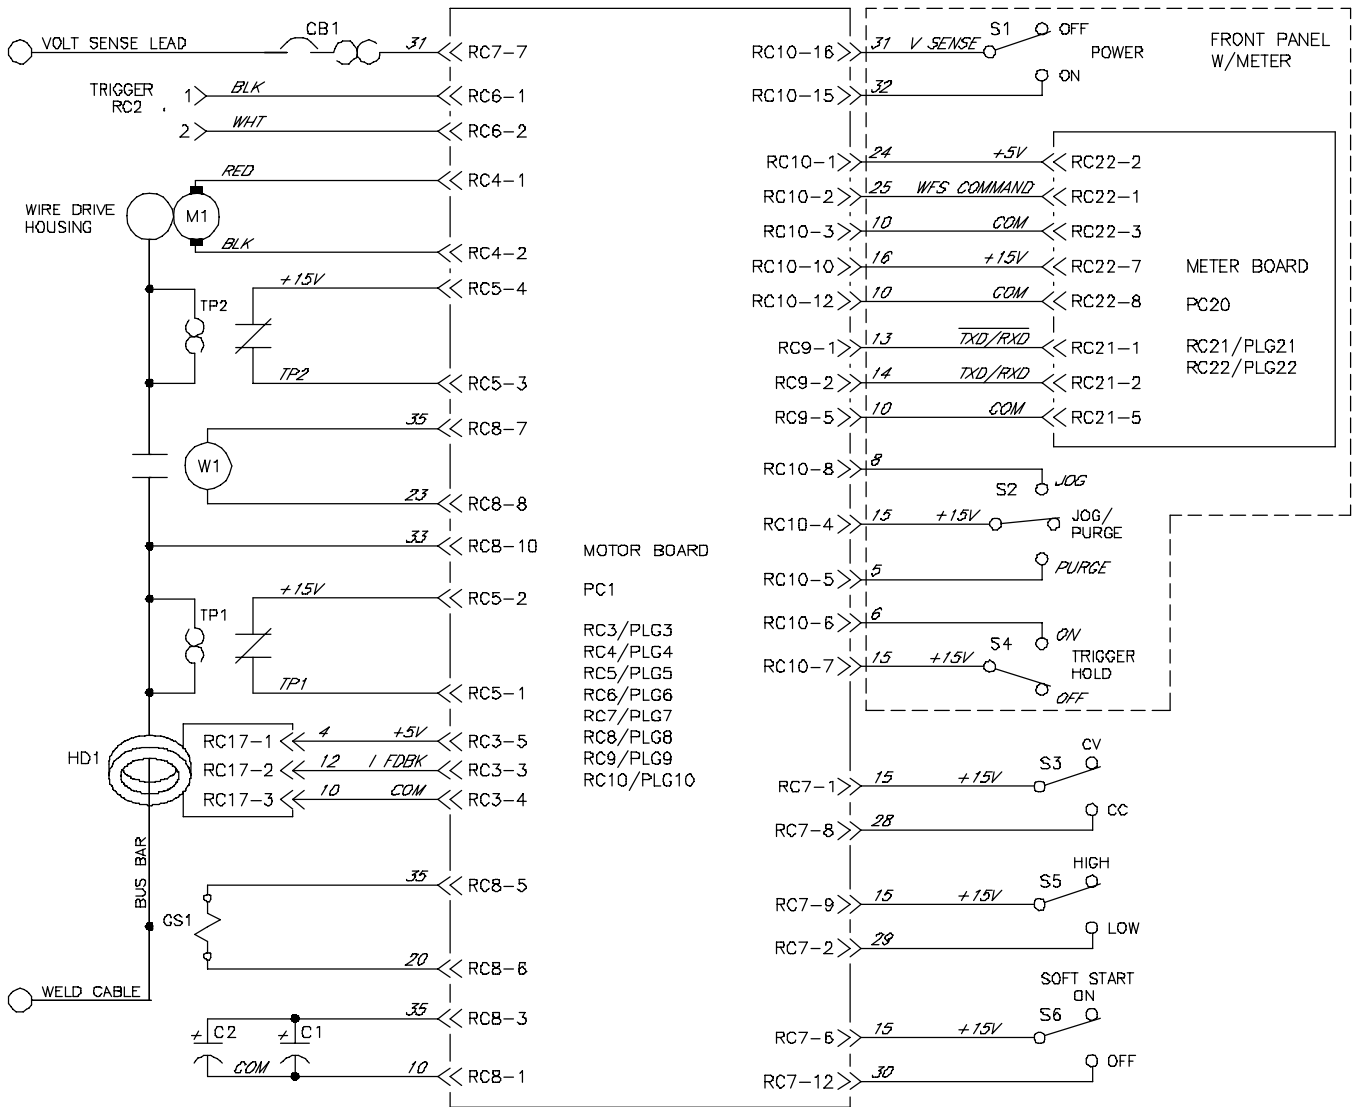 VOLT SENSE LEAD
CB1
31
RC7-7
TRIGGER
RC2
1
BLK
RC6-1
2
WHT
RC6-2
RED
RC4-1
WIRE DRIVE
HOUSING
M1
BLK
RC4-2
+15V
RC5-4
TP2
TP2
RC5-3
35
RC8-7
W1
23
RC8-8
33
RC8-10
+15V
RC5-2
TP1
TP1
RC5-1
HD1
RC17-1
4
+5V
RC3-5
RC17-2
12
I FDBK
RC3-3
RC17-3
10
COM
RC3-4
BUS BAR
35
RC8-5
GS1
20
RC8-6
WELD CABLE
35
RC8-3
+
C2
+
C1
COM
10
RC8-1
MOTOR BOARD
PC1
RC3/PLG3
RC4/PLG4
RC5/PLG5
RC6/PLG6
RC7/PLG7
RC8/PLG8
RC9/PLG9
RC10/PLG10
RC10-16
31
V SENSE
S1
OFF
POWER
ON
RC10-15
32
FRONT PANEL
W/METER
RC10-1
24
+5V
RC22-2
RC10-2
25
WFS COMMAND
RC22-1
RC10-3
10
COM
RC22-3
RC10-10
16
+15V
RC22-7
RC10-12
10
COM
RC22-8
RC9-1
13
TXD/RXD
RC21-1
RC9-2
14
TXD/RXD
RC21-2
RC9-5
10
COM
RC21-5
METER BOARD
PC20
RC21/PLG21
RC22/PLG22
RC10-8
8
S2
JOG
RC10-4
15
+15V
JOG/
PURGE
RC10-5
5
PURGE
RC10-6
6
S4
ON
TRIGGER
HOLD
RC10-7
15
+15V
OFF
CV
S3
RC7-1
15
+15V
CC
RC7-8
28
HIGH
S5
RC7-9
15
+15V
LOW
RC7-2
29
SOFT START
ON
S6
RC7-6
15
+15V
OFF
RC7-12
30